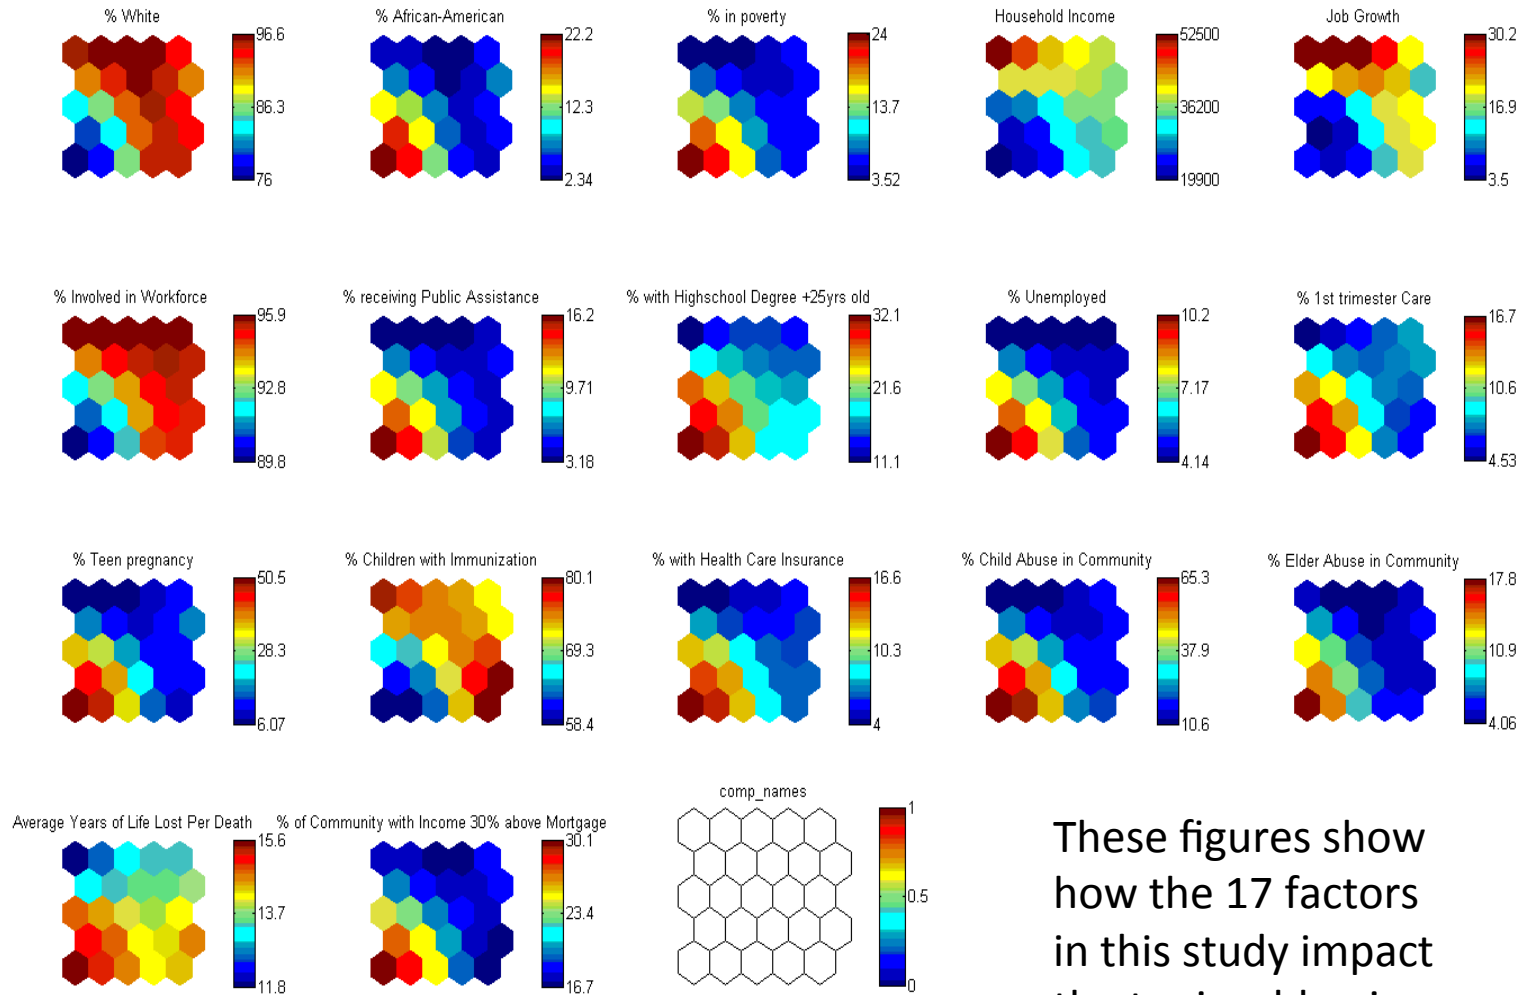 % White
96.6
86.3
76
% African-American
22.2
12.3
2.34
% in poverty
24
13.7
3.52
Household Income
52500
36200
19900
Job Growth
30.2
16.9
3.5
% Involved in Workforce
95.9
92.8
89.8
% receiving Public Assistance
16.2
9.71
3.18
% with Highschool Degree +25yrs old
32.1
21.6
11.1
% Unemployed
10.2
7.17
4.14
% 1st trimester Care
16.7
10.6
4.53
% Teen pregnancy
50.5
28.3
6.07
% Children with Immunization
80.1
69.3
58.4
% with Health Care Insurance
16.6
10.3
4
% Child Abuse in Community
65.3
37.9
10.6
% Elder Abuse in Community
17.8
10.9
4.06
Average Years of Life Lost Per Death
15.6
13.7
11.8
% of Community with Income 30% above Mortgage
30.1
23.4
16.7
comp_names
1
0.5
0
These figures show
how the 17 factors
in this study impact